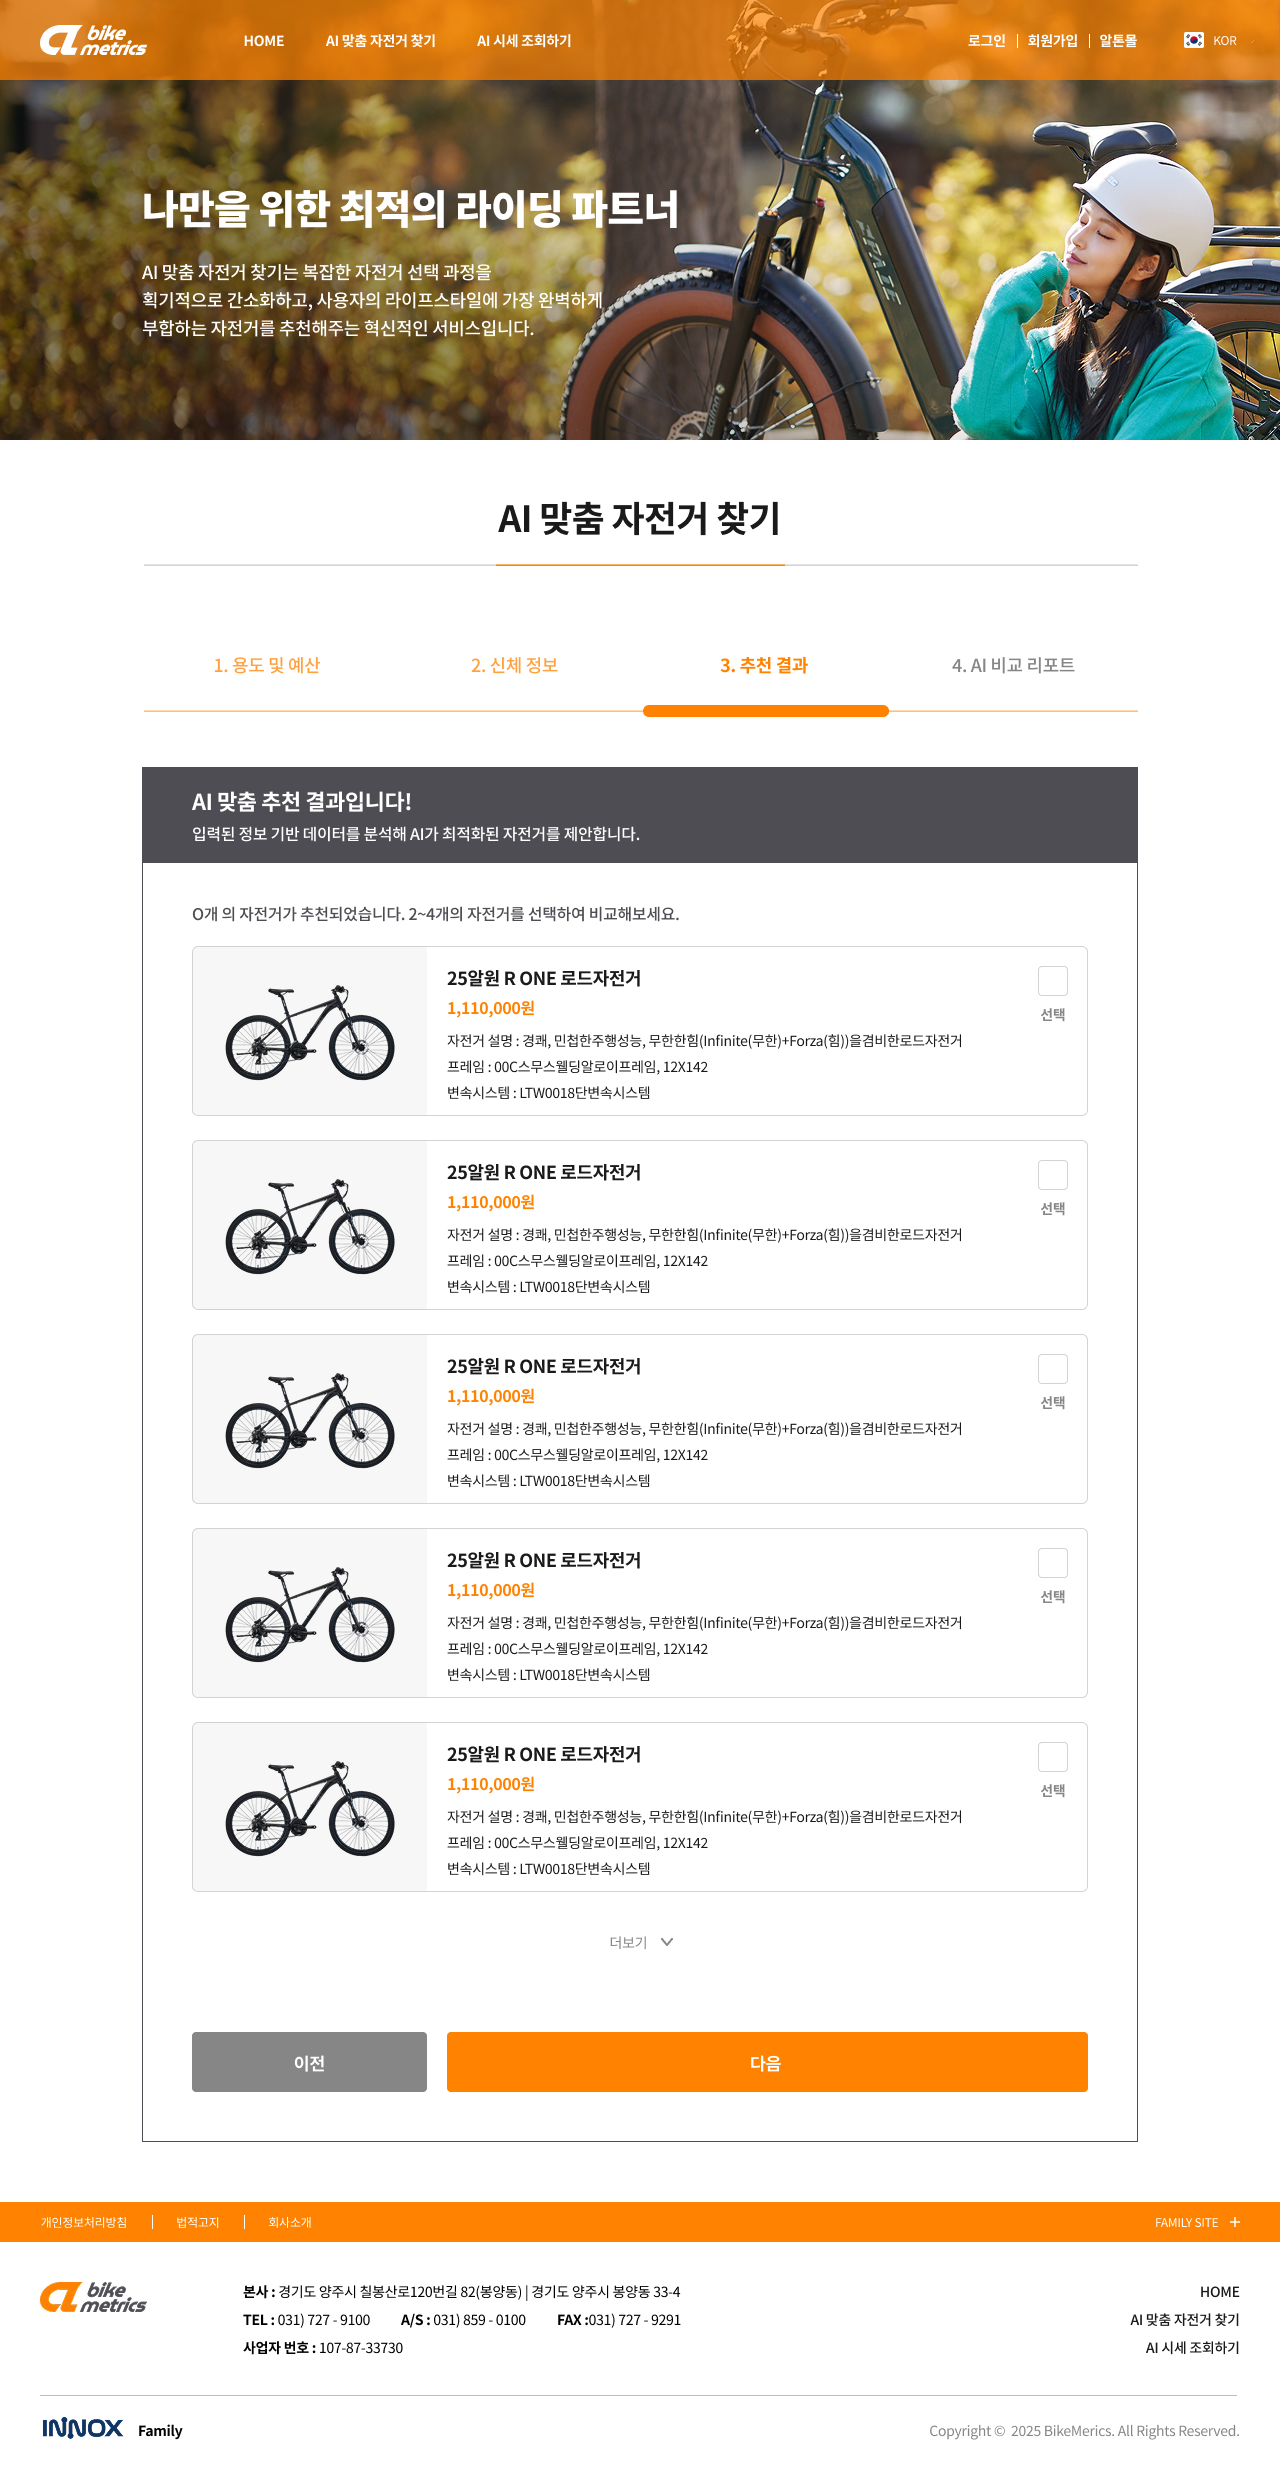 bike metrics
HOME AI 맞춤 자전거 찾기 AI 시세 조회하기 로그인 회원가입 알톤몰 KOR
나만을 위한 최적의 라이딩 파트너
AI 맞춤 자전거 찾기는 복잡한 자전거 선택 과정을
획기적으로 간소화하고, 사용자의 라이프스타일에 가장 완벽하게
부합하는 자전거를 추천해주는 혁신적인 서비스입니다.
AI 맞춤 자전거 찾기
1. 용도 및 예산 2. 신체 정보 3. 추천 결과 4. AI 비교 리포트
AI 맞춤 추천 결과입니다!
입력된 정보 기반 데이터를 분석해 AI가 최적화된 자전거를 제안합니다.
O개 의 자전거가 추천되었습니다. 2~4개의 자전거를 선택하여 비교해보세요.
25알원 R ONE 로드자전거
1,110,000원
선택
자전거 설명 : 경쾌, 민첩한주행성능, 무한한힘(Infinite(무한)+Forza(힘))을겸비한로드자전거
프레임 : 00C스무스웰딩알로이프레임, 12X142
변속시스템 : LTW0018단변속시스템
25알원 R ONE 로드자전거
1,110,000원
선택
자전거 설명 : 경쾌, 민첩한주행성능, 무한한힘(Infinite(무한)+Forza(힘))을겸비한로드자전거
프레임 : 00C스무스웰딩알로이프레임, 12X142
변속시스템 : LTW0018단변속시스템
25알원 R ONE 로드자전거
1,110,000원
선택
자전거 설명 : 경쾌, 민첩한주행성능, 무한한힘(Infinite(무한)+Forza(힘))을겸비한로드자전거
프레임 : 00C스무스웰딩알로이프레임, 12X142
변속시스템 : LTW0018단변속시스템
25알원 R ONE 로드자전거
1,110,000원
선택
자전거 설명 : 경쾌, 민첩한주행성능, 무한한힘(Infinite(무한)+Forza(힘))을겸비한로드자전거
프레임 : 00C스무스웰딩알로이프레임, 12X142
변속시스템 : LTW0018단변속시스템
25알원 R ONE 로드자전거
1,110,000원
선택
자전거 설명 : 경쾌, 민첩한주행성능, 무한한힘(Infinite(무한)+Forza(힘))을겸비한로드자전거
프레임 : 00C스무스웰딩알로이프레임, 12X142
변속시스템 : LTW0018단변속시스템
더보기
이전 다음
개인정보처리방침 법적고지 회사소개 FAMILY SITE +
bike metrics
본사 : 경기도 양주시 칠봉산로120번길 82(봉양동) | 경기도 양주시 봉양동 33-4
TEL : 031) 727 - 9100 A/S : 031) 859 - 0100 FAX :031) 727 - 9291
사업자 번호 : 107-87-33730
HOME
AI 맞춤 자전거 찾기
AI 시세 조회하기
INNOX Family
Copyright © 2025 BikeMerics. All Rights Reserved.